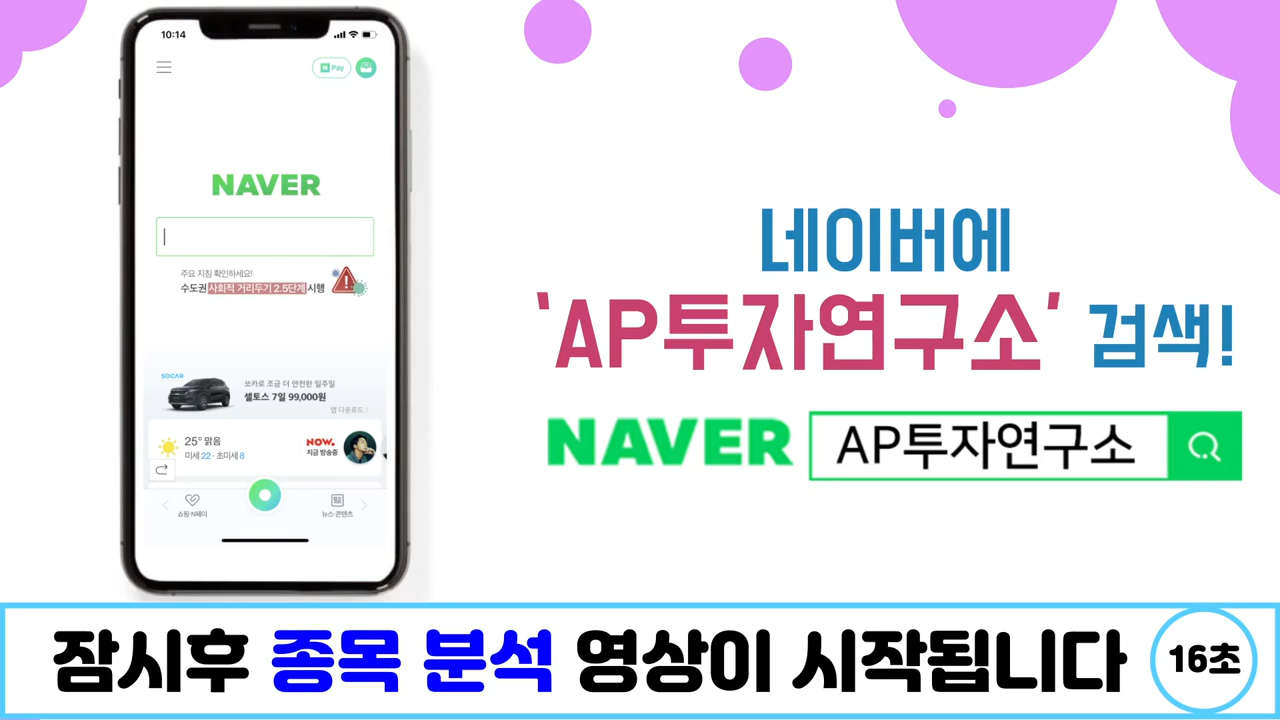 10:14
N Pay
NAVER
주요 지침 확인하세요!
수도권 사회적 거리두기 2.5단계 시행
SOCAR
쏘카로 조금 더 안전한 일주일
셀토스 7일 99,000원
앱 다운로드
25° 맑음
미세 22 · 초미세 8
NOW.
지금 방송중
쇼핑·N페이
뉴스·콘텐츠
네이버에
'AP투자연구소' 검색!
NAVER AP투자연구소
잠시후 종목 분석 영상이 시작됩니다 16초